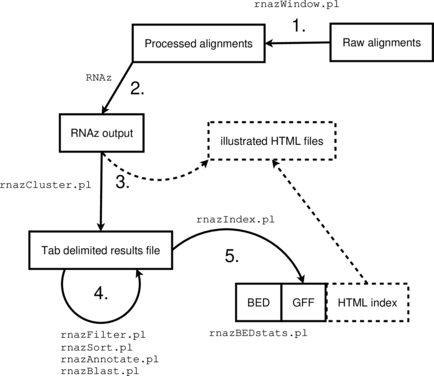 rnazWindow.pl
1.
Processed alignments
Raw alignments
RNAz
2.
RNAz output
illustrated HTML files
rnazCluster.pl
3.
rnazIndex.pl
Tab delimited results file
5.
4.
BED
GFF
HTML index
rnazFilter.pl
rnazBEDstats.pl
rnazSort.pl
rnazAnnotate.pl
rnazBlast.pl